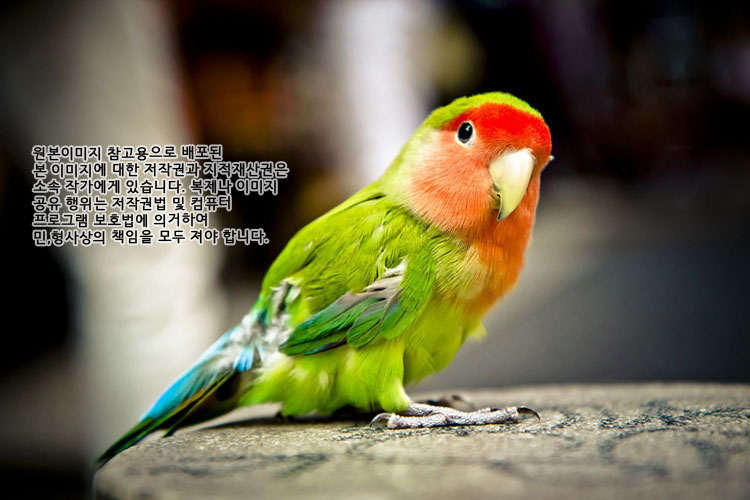 원본이미지 참고용으로 배포된
본 이미지에 대한 저작권과 지적재산권은
소속 작가에게 있습니다. 복제나 이미지
공유 행위는 저작권법 및 컴퓨터
프로그램 보호법에 의거하여
민,형사상의 책임을 모두 져야 합니다.